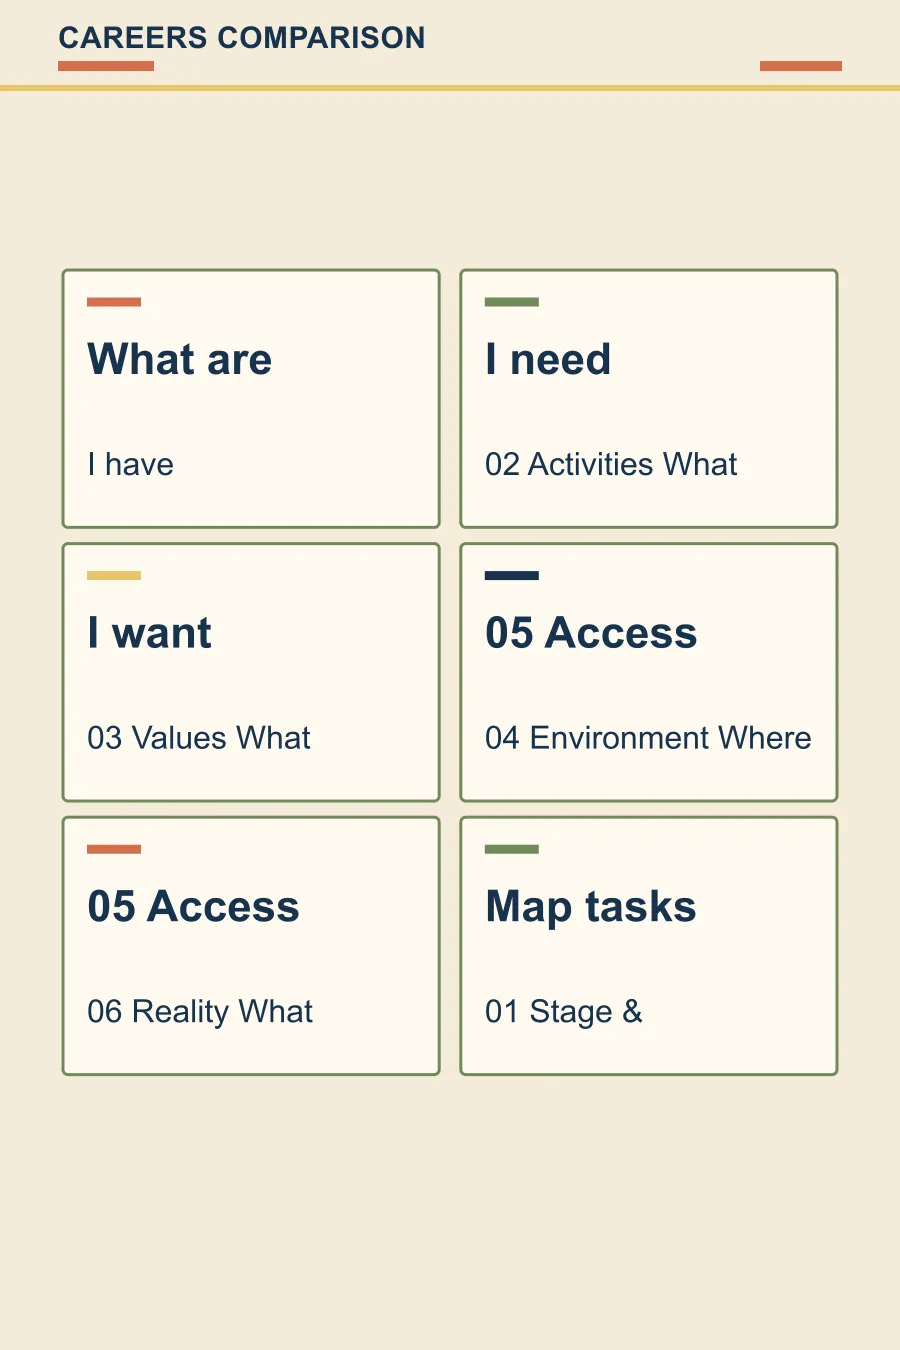 CAREERS COMPARISON
What are
I have
I need
02 Activities What
I want
03 Values What
05 Access
04 Environment Where
05 Access
06 Reality What
Map tasks
01 Stage &